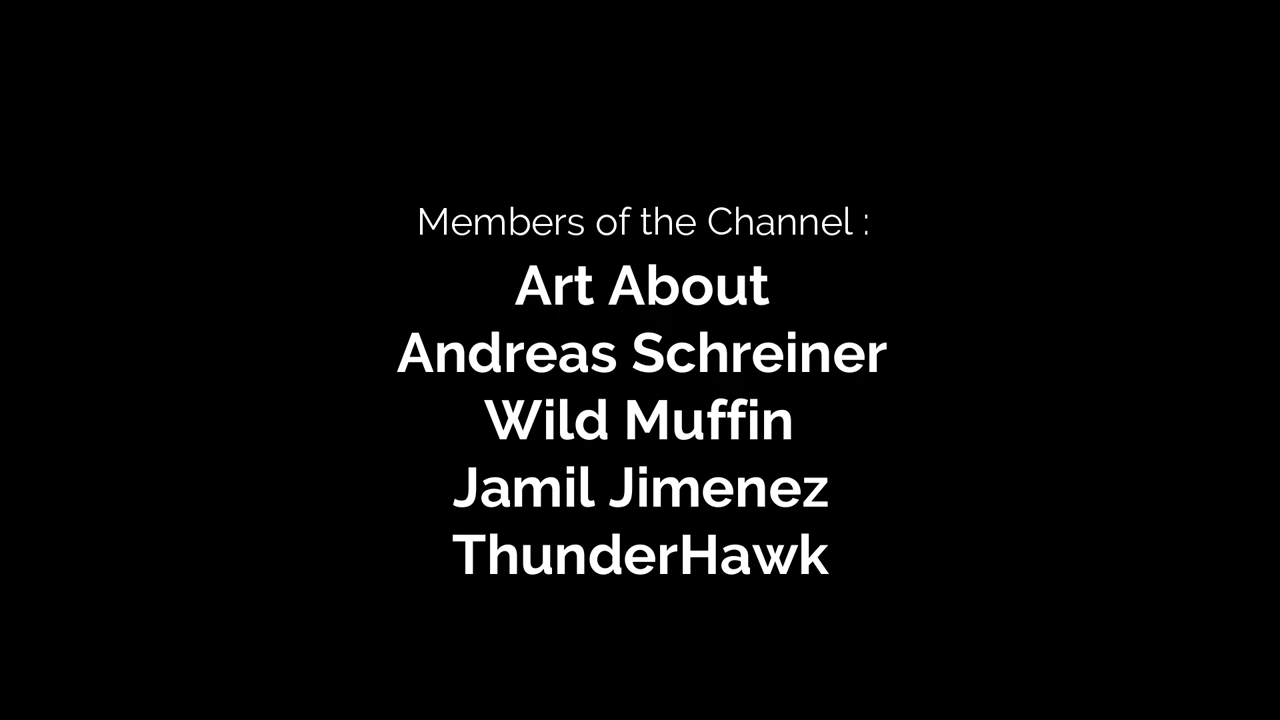 Members of the Channel :
Art About
Andreas Schreiner
Wild Muffin
Jamil Jimenez
ThunderHawk